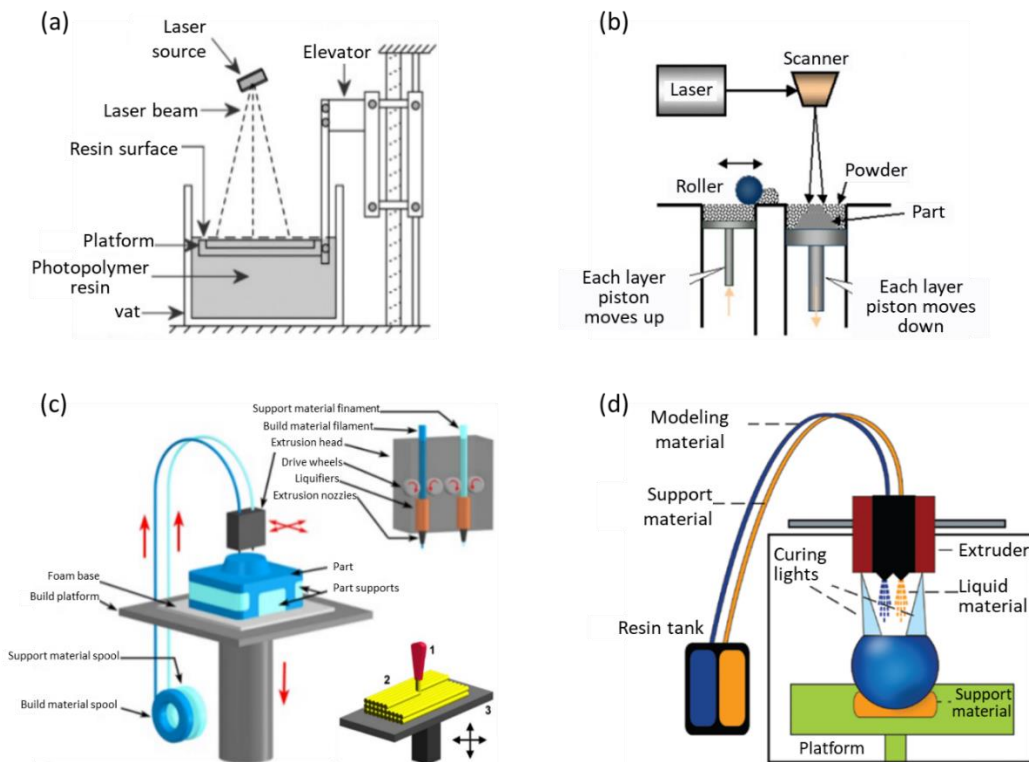 (a)
Laser
source
Elevator
Laser beam
Resin surface
Platform
Photopolymer
resin
vat
(b)
Scanner
Laser
Roller
Powder
Part
Each layer
piston
moves up
Each layer
piston moves
down
(c)
Support material finament
Build material filament
Extrusion head
Drive wheels
Liquifiers
Extrusion nozzies
Foam base
Build platform
Part
Part supports
Support material spool
Build material spool
1
2
3
(d)
Modeling
material
Support
material
Curing
lights
Extruder
Liquid
material
Resin tank
Support
material
Platform